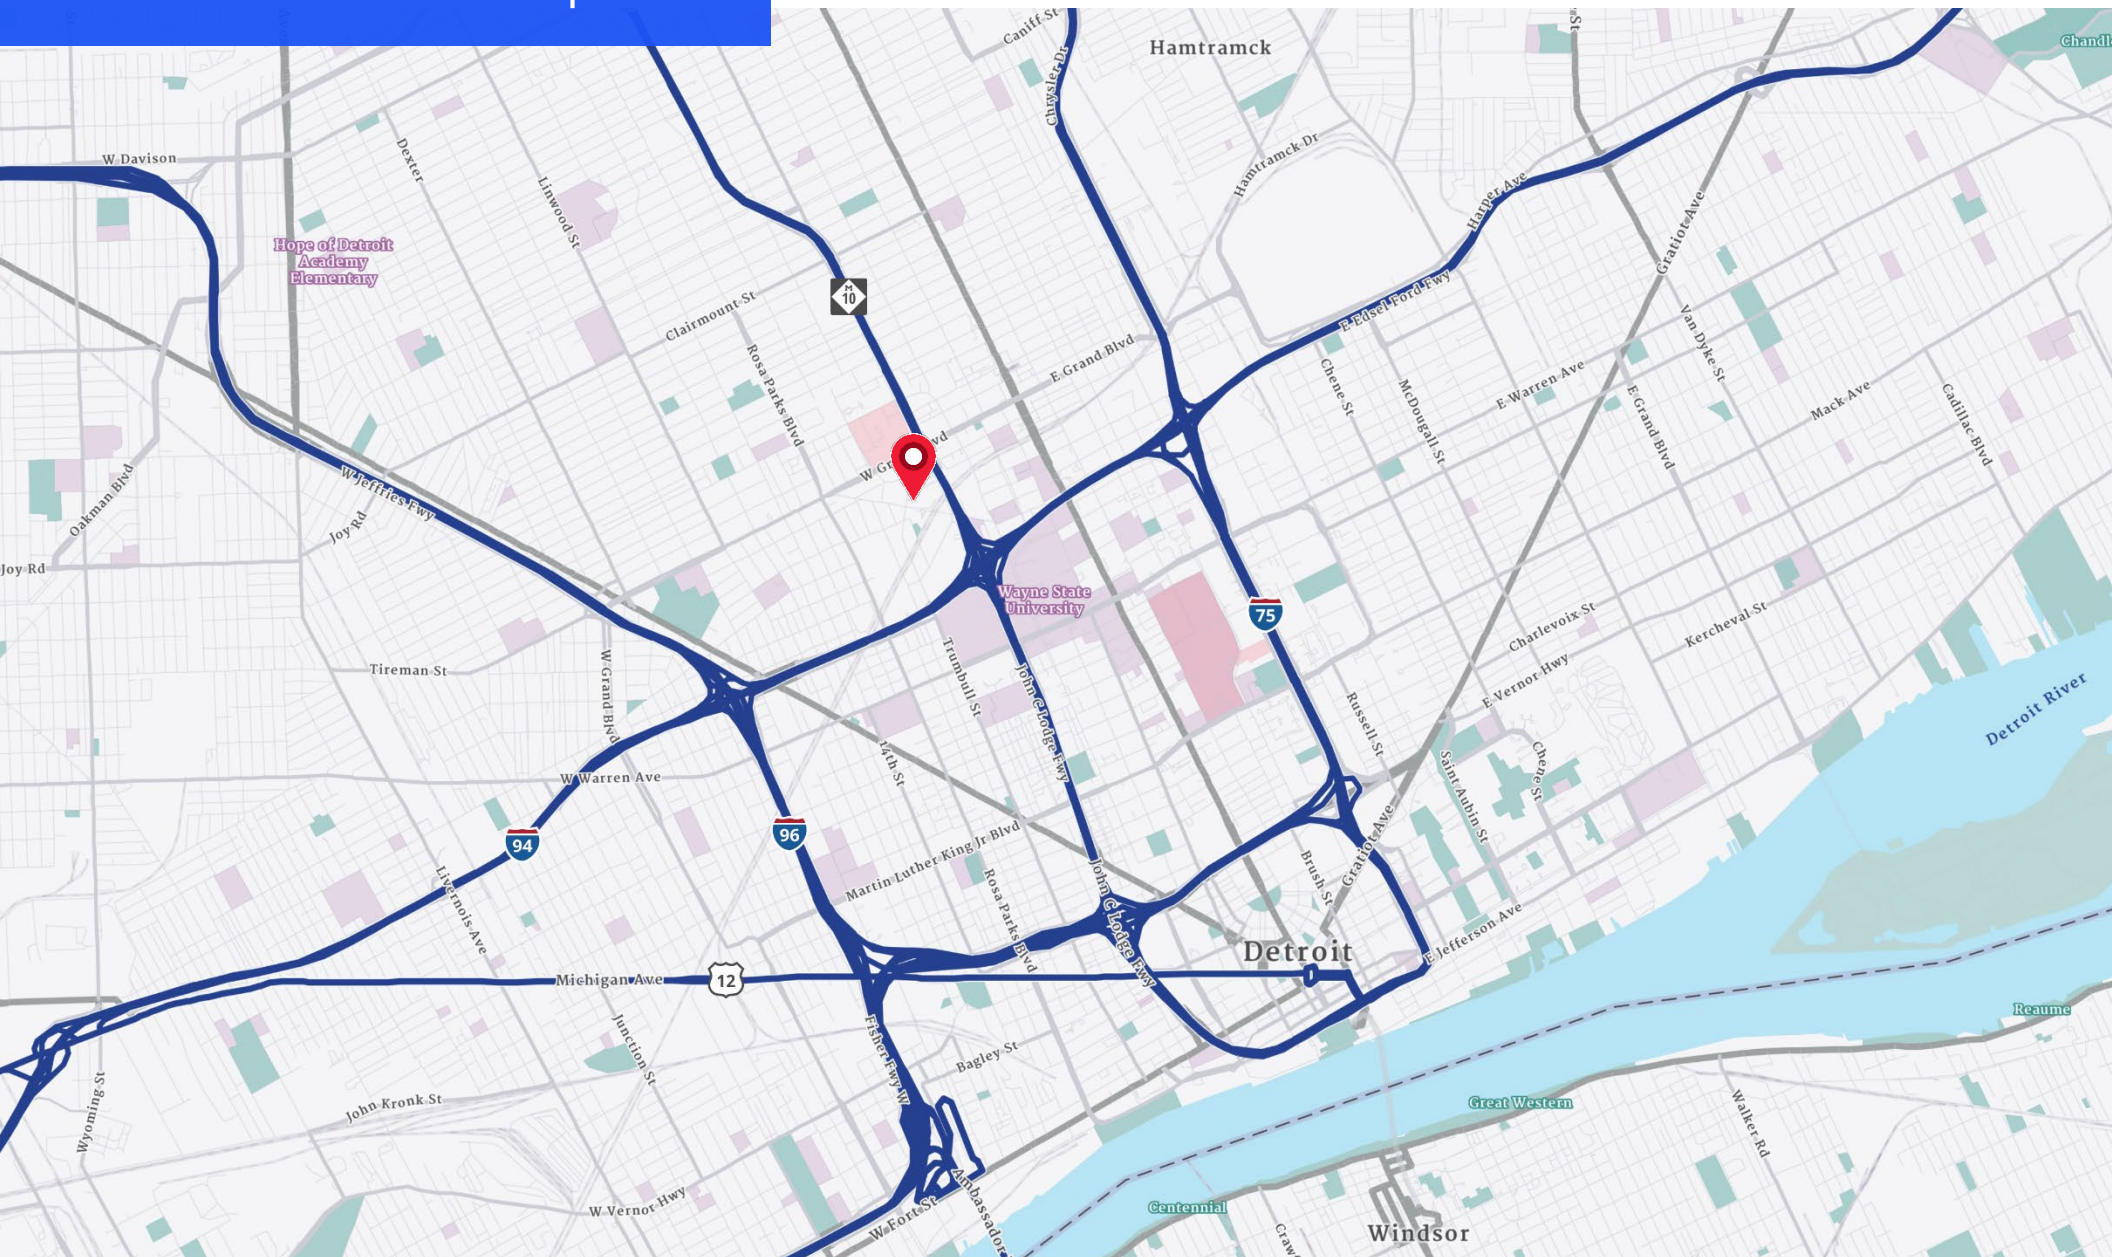 Caniff St
Hamtramck
Chandl
St
Chrysler Dr
W Davison
Dexter
Linwood St
Hamtramck Dr
Harper Ave
Gratiot Ave
Hope of Detroit
Academy
Elementary
M
10
Clairmount St
E Edsel Ford Fwy
Rosa Parks Blvd
E Grand Blvd
Van Dyke St
Chene St
McDougall St
E Warren Ave
E Grand Blvd
Mack Ave
Cadillac Blvd
W Gr
vd
Oakman Blvd
W Jeffries Fwy
Joy Rd
Joy Rd
Wayne State
University
75
Charlevoix St
Kercheval St
Tireman St
W Grand Blvd
Trumbull St
John C Lodge Fwy
E Vernor Hwy
Russell St
Detroit River
14th St
Saint Aubin St
Chene St
W Warren Ave
94
96
Martin Luther King Jr Blvd
Gratiot Ave
Livernois Ave
Rosa Parks Blvd
John C Lodge Fwy
Brush St
E Jefferson Ave
Detroit
Michigan Ave
12
Reaume
Junction St
Fisher Fwy W
Bagley St
Wyoming St
John Kronk St
Great Western
Walker Rd
W Vernor Hwy
W Fort St
Ambassador
Centennial
Craw
Windsor